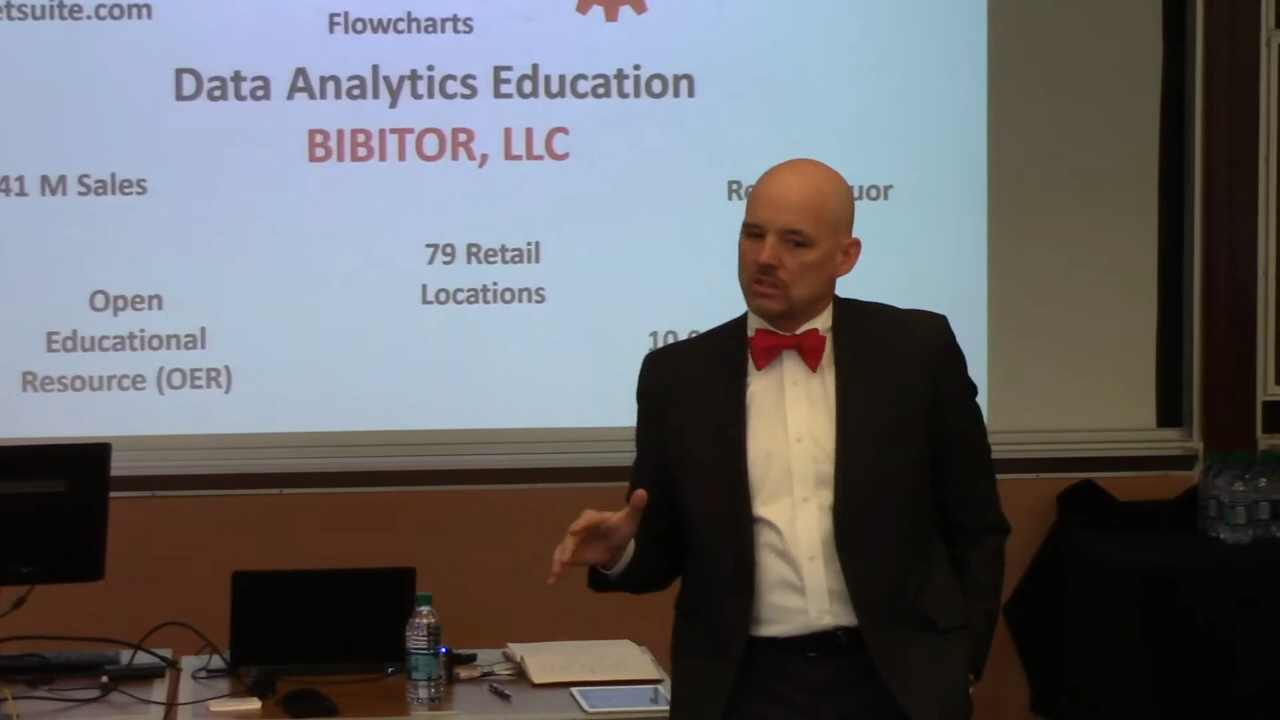 etsuite.com
Flowcharts
Data Analytics Education
BIBITOR, LLC
41 M Sales
79 Retail
Locations
Open
Educational
Resource (OER)